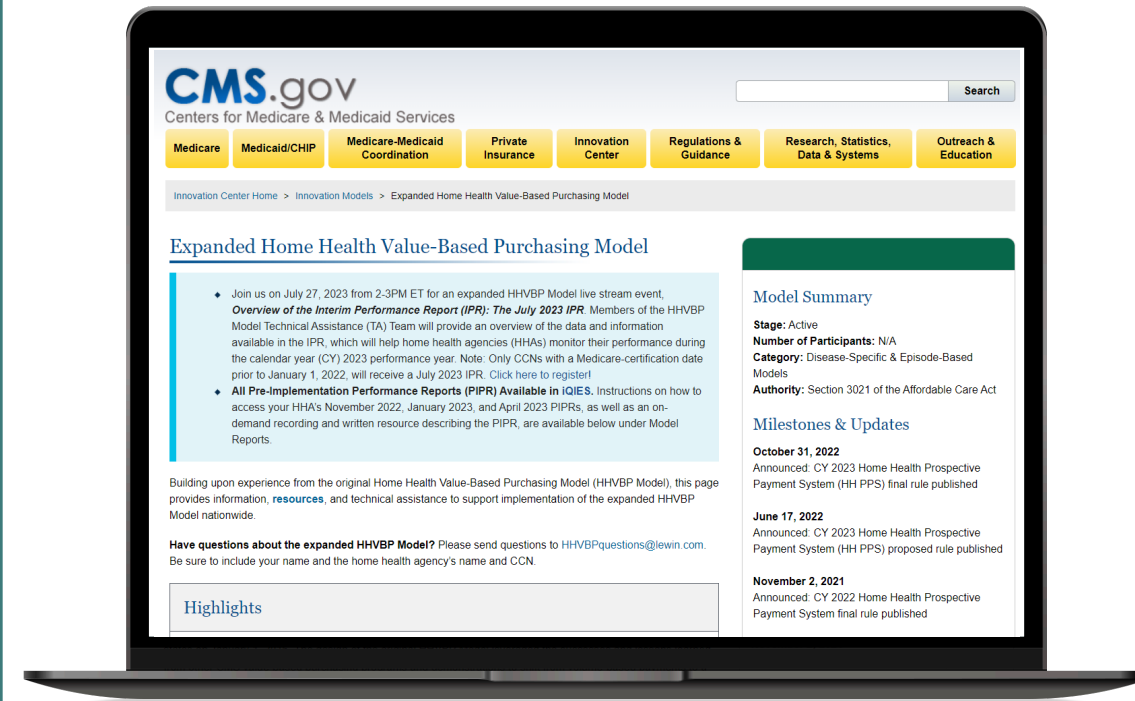 CMS.gov
Centers for Medicare & Medicaid Services
Search
Medicare
Medicaid/CHIP
Medicare-Medicaid
Coordination
Private
Insurance
Innovation
Center
Regulations &
Guidance
Research, Statistics,
Data & Systems
Outreach &
Education
Innovation Center Home > Innovation Models > Expanded Home Health Value-Based Purchasing Model
Expanded Home Health Value-Based Purchasing Model
Join us on July 27, 2023 from 2-3PM ET for an expanded HHVBP Model live stream event,
Overview of the Interim Performance Report (IPR): The July 2023 IPR. Members of the HHVBP
Model Technical Assistance (TA) Team will provide an overview of the data and information
available in the IPR, which will help home health agencies (HHAs) monitor their performance during
the calendar year (CY) 2023 performance year. Note: Only CCNs with a Medicare-certification date
prior to January 1, 2022, will receive a July 2023 IPR. Click here to register!
All Pre-Implementation Performance Reports (PIPR) Available in iQIES. Instructions on how to
access your HHA's November 2022, January 2023, and April 2023 PIPRs, as well as an on-
demand recording and written resource describing the PIPR, are available below under Model
Reports.
Building upon experience from the original Home Health Value-Based Purchasing Model (HHVBP Model), this page
provides information, resources, and technical assistance to support implementation of the expanded HHVBP
Model nationwide.
Have questions about the expanded HHVBP Model? Please send questions to HHVBPquestions@lewin.com.
Be sure to include your name and the home health agency's name and CCN.
Highlights
Model Summary
Stage: Active
Number of Participants: N/A
Category: Disease-Specific & Episode-Based
Models
Authority: Section 3021 of the Affordable Care Act
Milestones & Updates
October 31, 2022
Announced: CY 2023 Home Health Prospective
Payment System (HH PPS) final rule published
June 17, 2022
Announced: CY 2023 Home Health Prospective
Payment System (HH PPS) proposed rule published
November 2, 2021
Announced: CY 2022 Home Health Prospective
Payment System final rule published